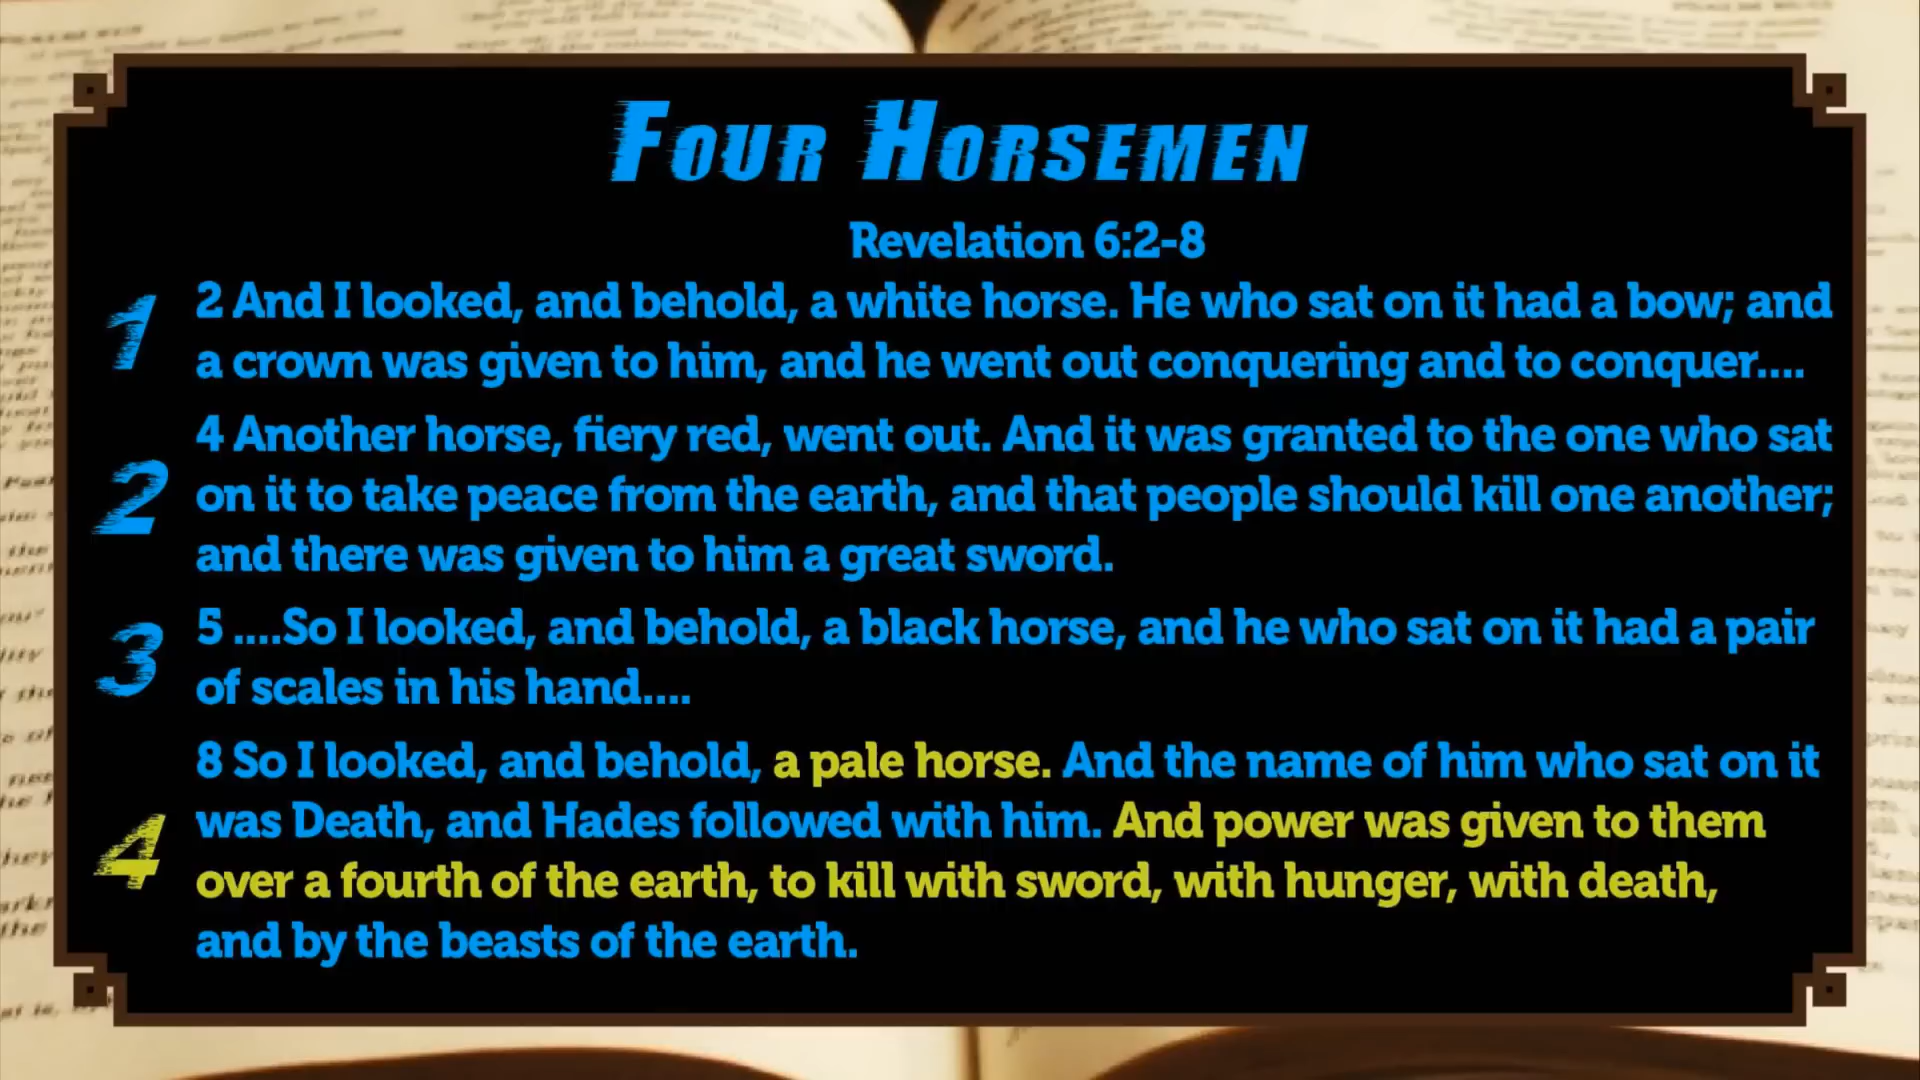 FOUR HORSEMEN
Revelation 6:2-8
1
2 And I looked, and behold, a white horse. He who sat on it had a bow; and
a crown was given to him, and he went out conquering and to conquer....
2
4 Another horse, fiery red, went out. And it was granted to the one who sat
on it to take peace from the earth, and that people should kill one another;
and there was given to him a great sword.
3
5 ....So I looked, and behold, a black horse, and he who sat on it had a pair
of scales in his hand....
4
8 So I looked, and behold, a pale horse. And the name of him who sat on it
was Death, and Hades followed with him. And power was given to them
over a fourth of the earth, to kill with sword, with hunger, with death,
and by the beasts of the earth.